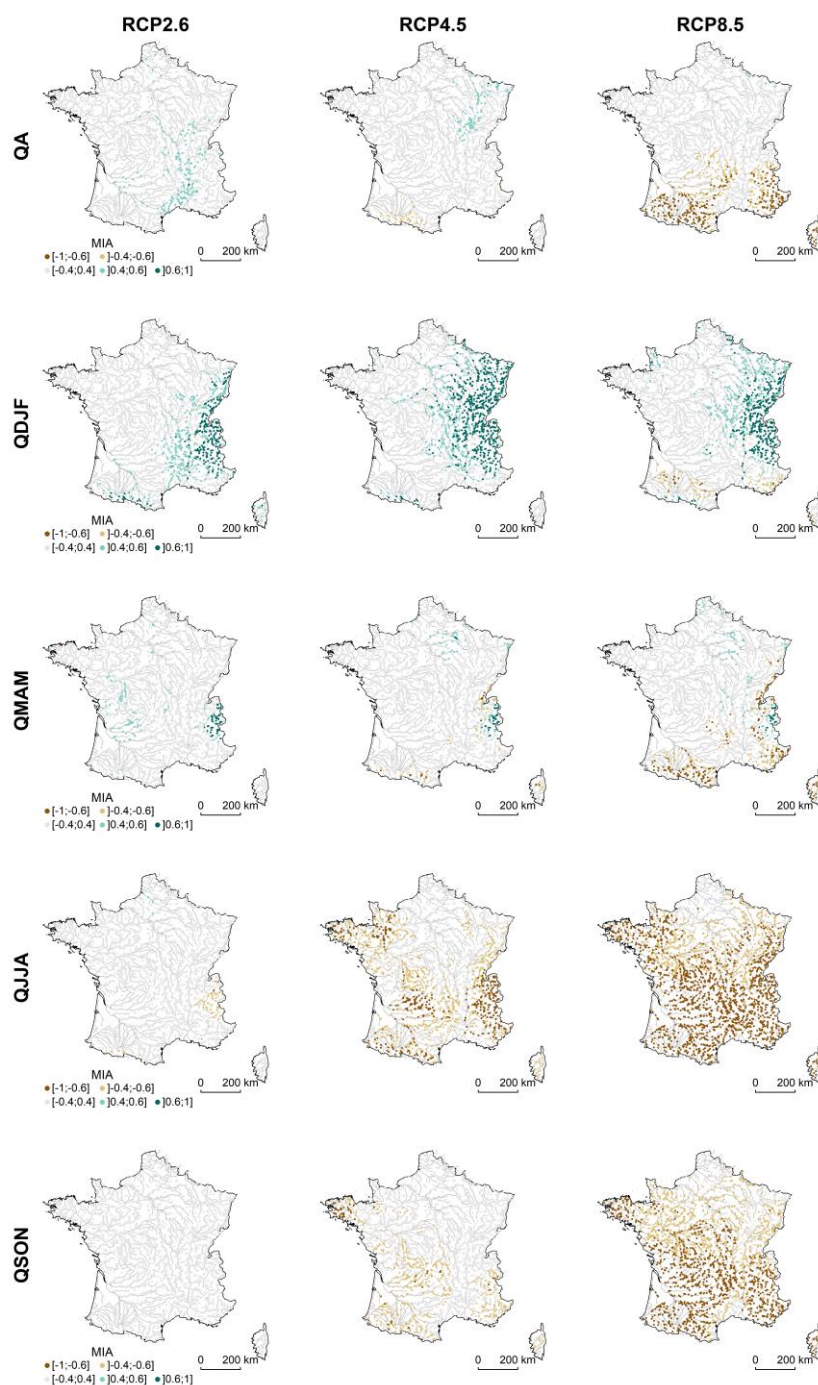 RCP2.6 RCP4.5 RCP8.5
QA
MIA
[-1;-0.6] ]-0.4;-0.6]
[-0.4;0.4] ]0.4;0.6] ]0.6;1]
0 200 km
0 200 km
0 200 km
QDJF
MIA
[-1;-0.6] ]-0.4;-0.6]
[-0.4;0.4] ]0.4;0.6] ]0.6;1]
0 200 km
0 200 km
0 200 km
QMAM
MIA
[-1;-0.6] ]-0.4;-0.6]
[-0.4;0.4] ]0.4;0.6] ]0.6;1]
0 200 km
0 200 km
0 200 km
QJJA
MIA
[-1;-0.6] ]-0.4;-0.6]
[-0.4;0.4] ]0.4;0.6] ]0.6;1]
0 200 km
0 200 km
0 200 km
QSON
MIA
[-1;-0.6] ]-0.4;-0.6]
[-0.4;0.4] ]0.4;0.6] ]0.6;1]
0 200 km
0 200 km
0 200 km